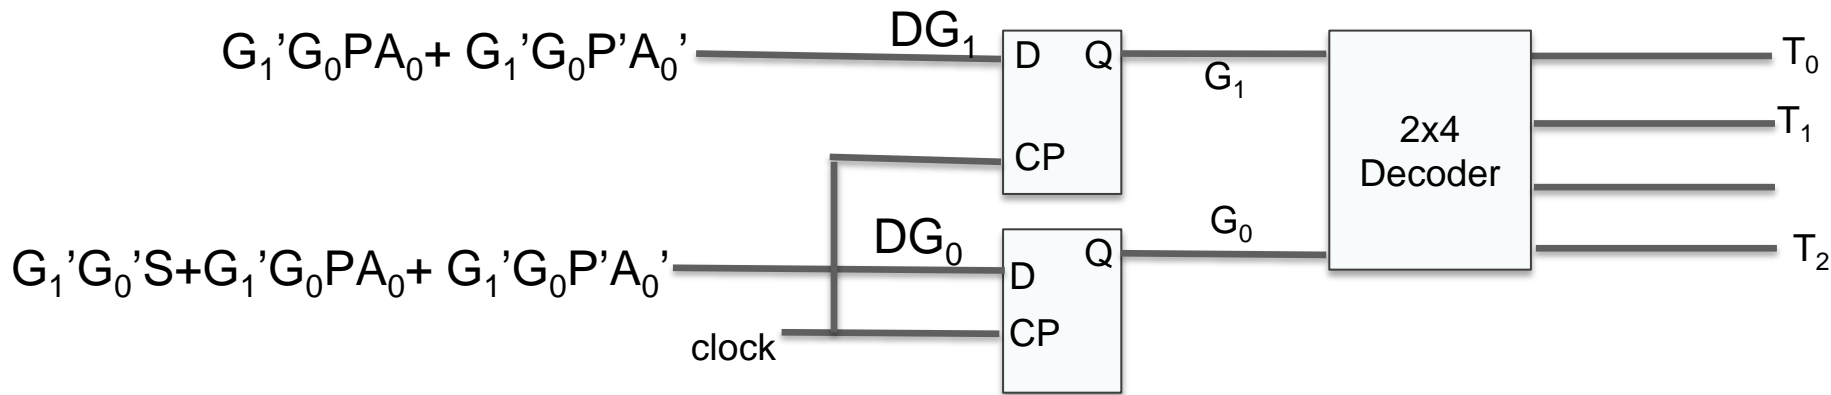 G₁'G₀PA₀+ G₁'G₀P'A₀'
DG₁
D
Q
CP
G₁
2x4
Decoder
T₀
T₁
T₂
G₁'G₀'S+G₁'G₀PA₀+ G₁'G₀P'A₀'
DG₀
D
Q
CP
G₀
clock